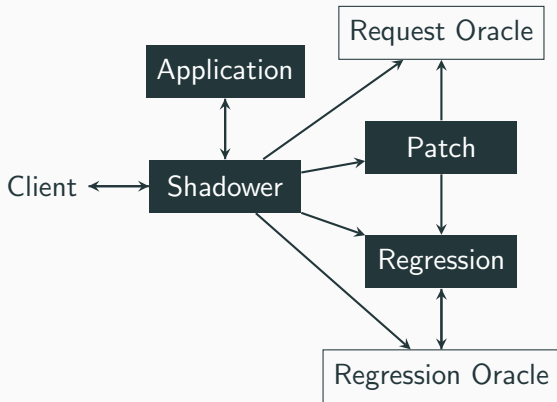 Request Oracle
Application
Patch
Client
Shadower
Regression
Regression Oracle